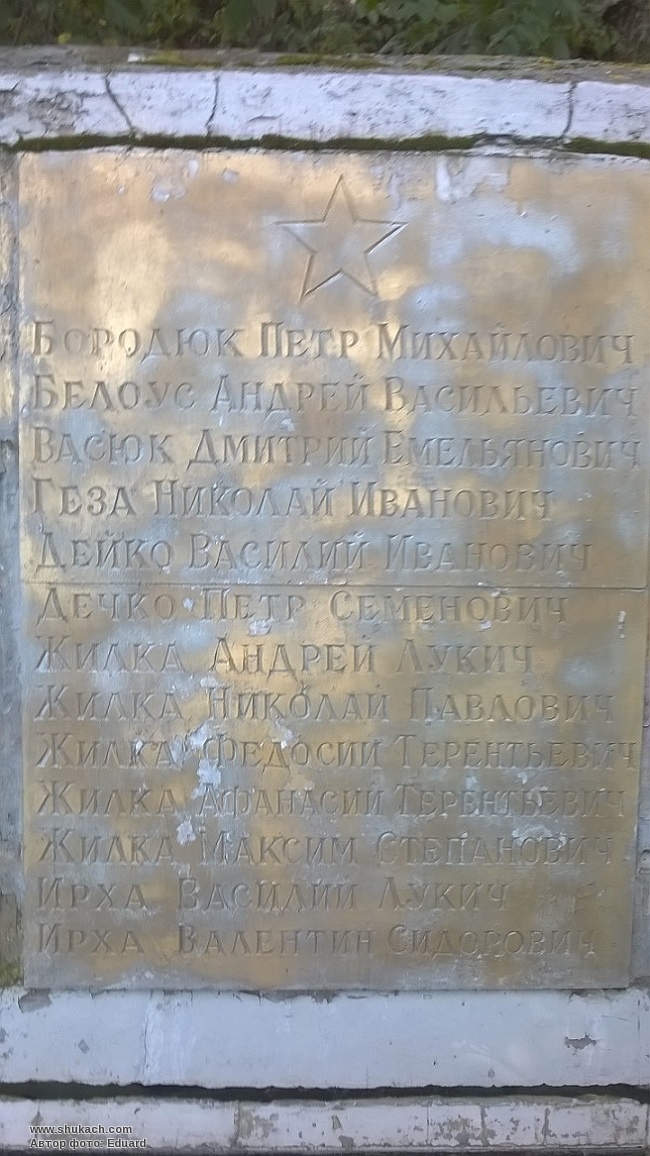 Бородюк Петр Михайлович
Белоус Андрей Васильевич
Васюк Дмитрий Емельянович
Геза Николай Иванович
Дейко Василий Иванович
Дечко Петр Семенович
Жилка Андрей Лукич
Жилка Николай Павлович
Жилка Федосий Терентьевич
Жилка Афанасий Терентьевич
Жилка Максим Степанович
Ирха Василий Лукич
Ирха Валентин Сидорович
www.shukach.com
Автор фото: Eduard